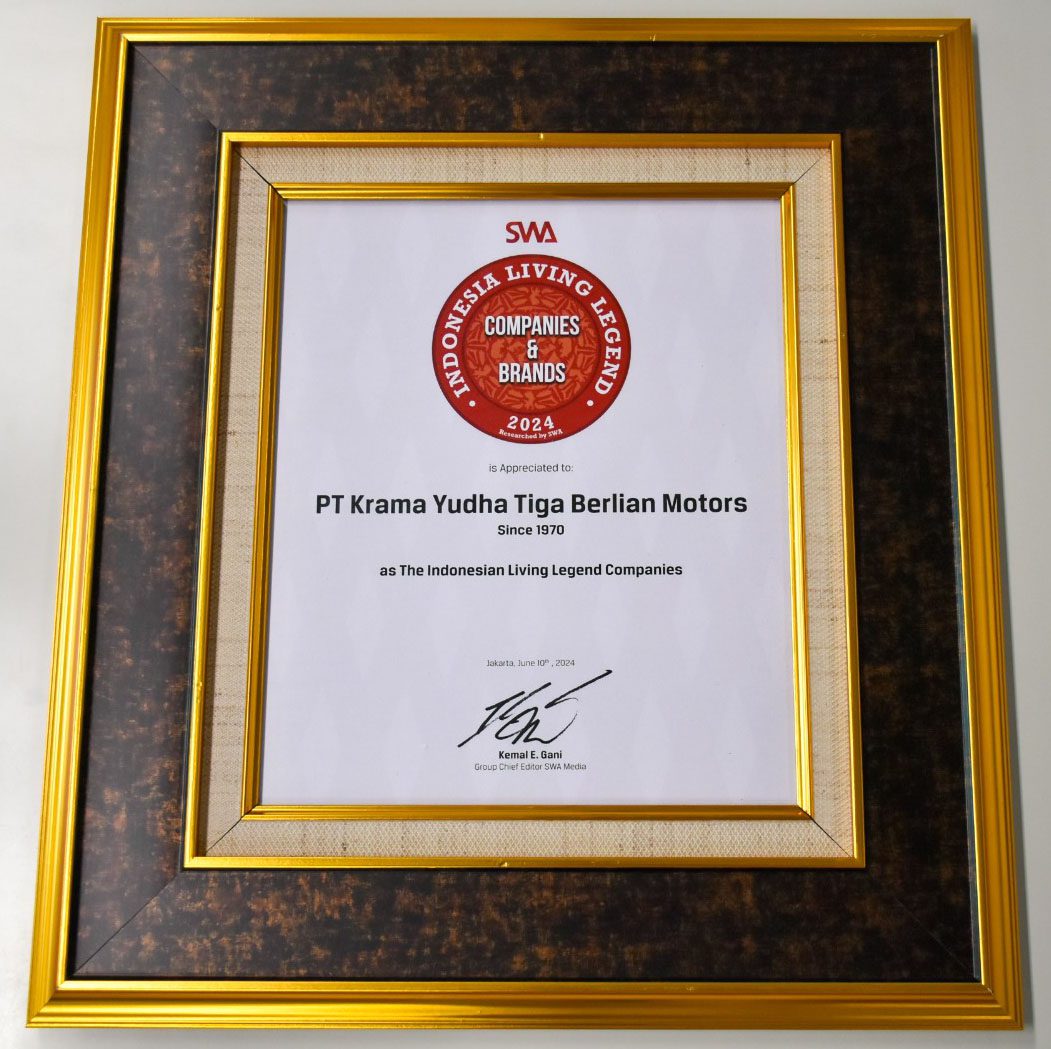 SWA
INDONESIA LIVING LEGEND
COMPANIES
&
BRANDS
2024
Researched by SWA
is Appreciated to:
PT Krama Yudha Tiga Berlian Motors
Since 1970
as The Indonesian Living Legend Companies
Jakarta, June 10th, 2024
Kemal E. Gani
Group Chief Editor SWA Media